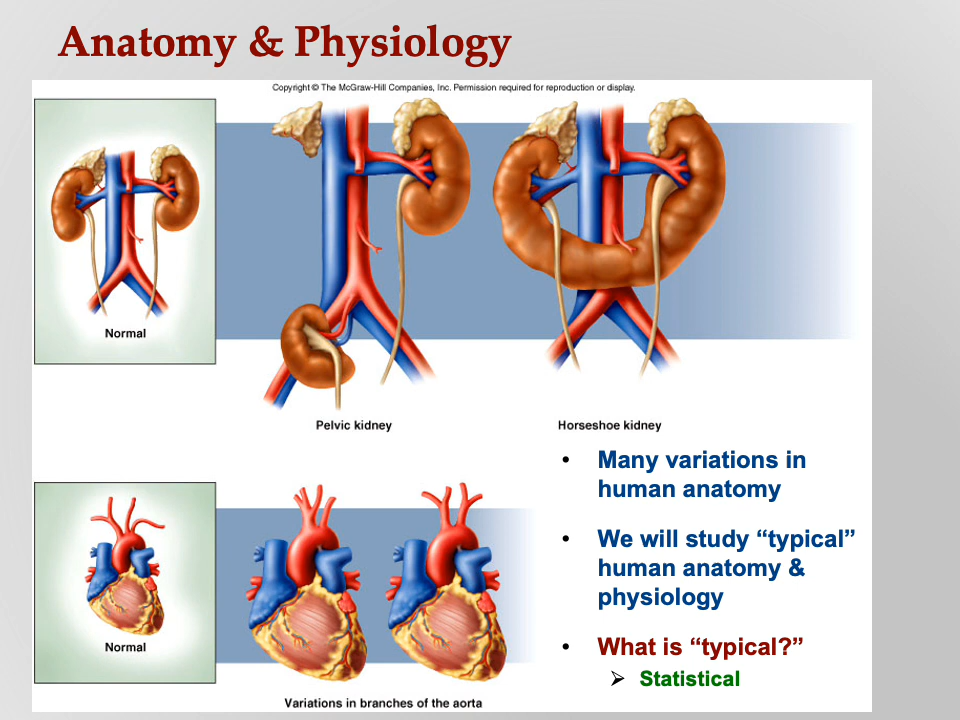 Anatomy & Physiology
Copyright © The McGraw-Hill Companies, Inc. Permission required for reproduction or display.
Normal
Pelvic kidney
Horseshoe kidney
• Many variations in
human anatomy
• We will study “typical”
human anatomy &
physiology
• What is “typical?”
➢ Statistical
Normal
Variations in branches of the aorta